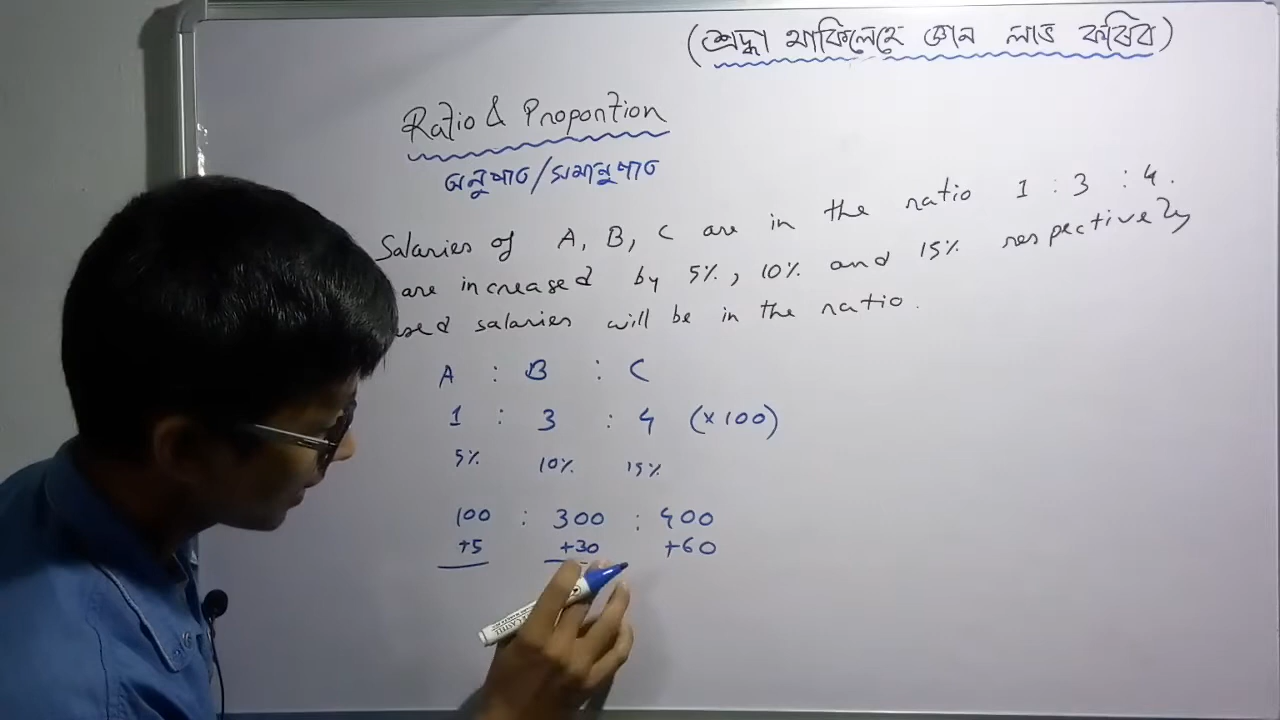 (শ্ৰদ্ধা থাকিলেহে জ্ঞান লাভ কৰিব)
Ratio & Proportion
অনুপাত/সমানুপাত
Salaries of A, B, C are in the ratio 1 : 3 : 4.
are increased by 5%, 10% and 15% respectively
salaries will be in the ratio.
A : B : C
1 : 3 : 4 (×100)
5% 10% 15%
100 : 300 : 400
+5 +30 +60